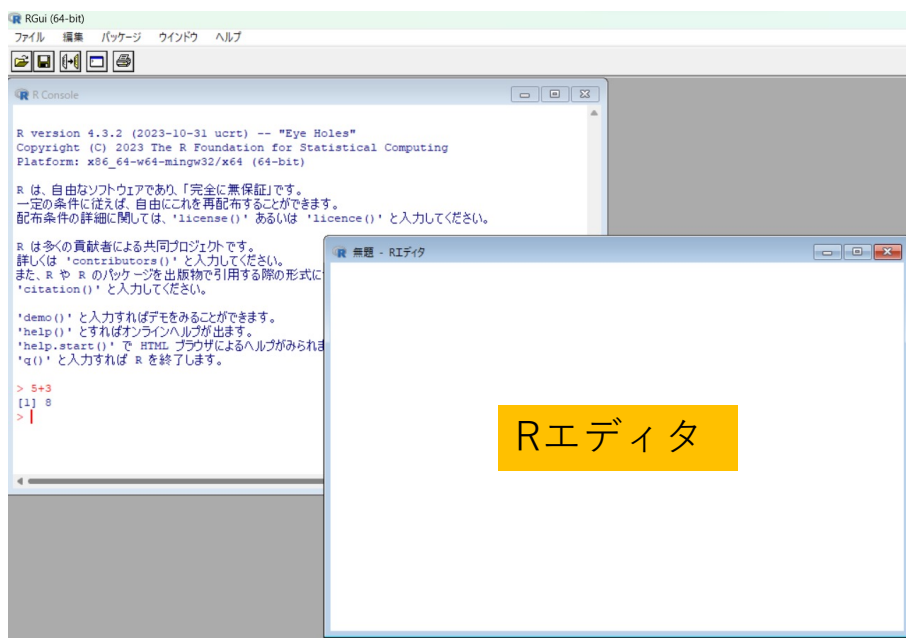 RGui (64-bit)
ファイル 編集 パッケージ ウインドウ ヘルプ
R Console
R version 4.3.2 (2023-10-31 ucrt) -- "Eye Holes"
Copyright (C) 2023 The R Foundation for Statistical Computing
Platform: x86_64-w64-mingw32/x64 (64-bit)
R は、自由なソフトウェアであり、「完全に無保証」です。
一定の条件に従えば、自由にこれを再配布することができます。
配布条件の詳細に関しては、'license()' あるいは 'licence()' と入力してください。
R は多くの貢献者による共同プロジェクトです。
詳しくは 'contributors()' と入力してください。
また、R や R のパッケージを出版物で引用する際の形式に
'citation()' と入力してください。
'demo()' と入力すればデモをみることができます。
'help()' とすればオンラインヘルプが出ます。
'help.start()' で HTML ブラウザによるヘルプがみられま
'q()' と入力すれば R を終了します。
> 5+3
[1] 8
>
無題 - Rエディタ
Rエディタ